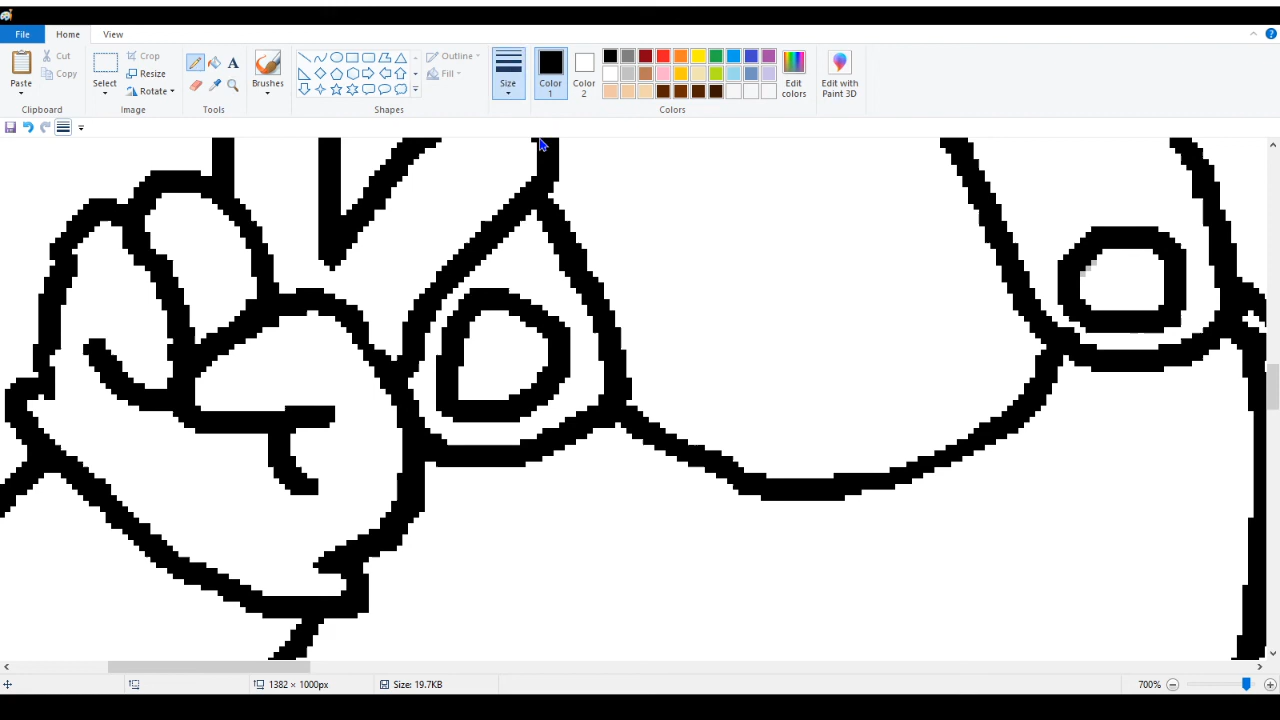 File Home View
Paste
Cut
Copy
Clipboard
Select
Crop
Resize
Rotate
Image
A
Tools
Brushes
Outline
Fill
Shapes
Size
Color
1
Color
2
Edit
colors
Colors
Edit with
Paint 3D
1382 × 1000px
Size: 19.7KB
700%